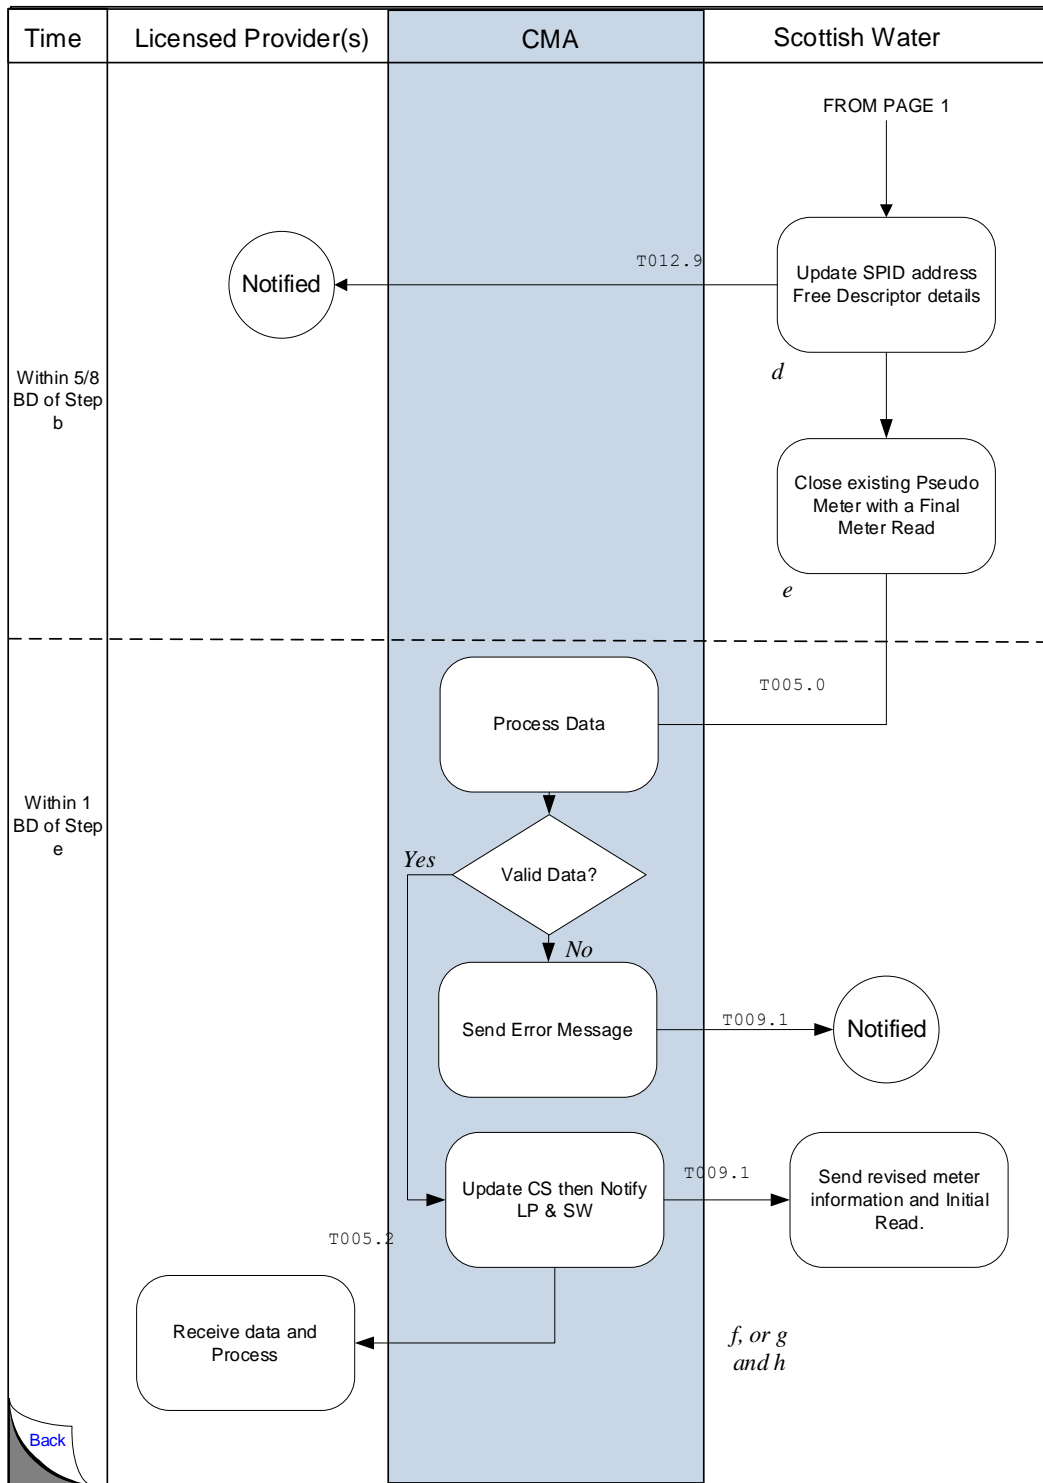 Time
Licensed Provider(s)
CMA
Scottish Water
FROM PAGE 1
T012.9
Notified
Update SPID address
Free Descriptor details
d
Within 5/8
BD of Step
b
Close existing Pseudo
Meter with a Final
Meter Read
e
T005.0
Process Data
Within 1
BD of Step
e
Yes
Valid Data?
No
Send Error Message
T009.1
Notified
Update CS then Notify
LP & SW
T009.1
Send revised meter
information and Initial
Read.
T005.2
Receive data and
Process
f, or g
and h
Back